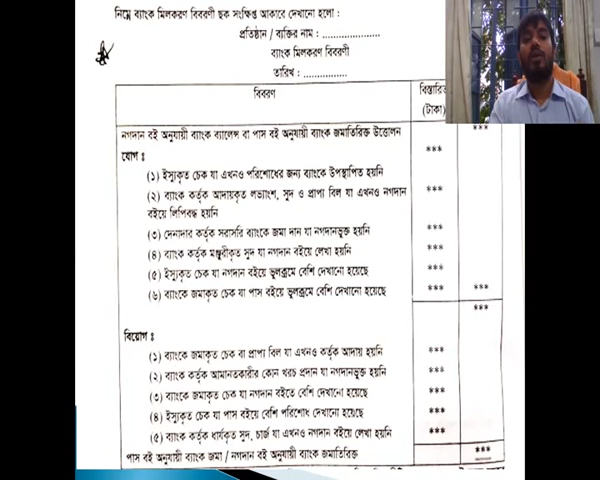 নিম্নে ব্যাংক মিলকরণ বিবরণী ছক সংক্ষিপ্ত আকারে দেখানো হলো :
প্রতিষ্ঠান / ব্যক্তির নাম : .....................
ব্যাংক মিলকরণ বিবরণী
তারিখ : ................
বিবরণ
বিস্তারিত
(টাকা)
নগদান বই অনুযায়ী ব্যাংক ব্যালেন্স বা পাস বই অনুযায়ী ব্যাংক জমাতিরিক্ত উত্তোলন ***
যোগ : ***
(১) ইস্যুকৃত চেক যা এখনও পরিশোধের জন্য ব্যাংকে উপস্থাপিত হয়নি
(২) ব্যাংক কর্তৃক আদায়কৃত লভ্যাংশ, সুদ ও প্রাপ্য বিল যা এখনও নগদান ***
বইয়ে লিপিবদ্ধ হয়নি
(৩) দেনাদার কর্তৃক সরাসরি ব্যাংকে জমা দান যা নগদানভুক্ত হয়নি ***
(৪) ব্যাংক কর্তৃক মঞ্জুরীকৃত সুদ যা নগদান বইয়ে লেখা হয়নি ***
(৫) ইস্যুকৃত চেক যা নগদান বইয়ে ভুলক্রমে বেশি দেখানো হয়েছে ***
(৬) ব্যাংকে জমাকৃত চেক যা পাস বইয়ে ভুলক্রমে বেশি দেখানো হয়েছে *** ***
***
বিয়োগ :
(১) ব্যাংকে জমাকৃত চেক বা প্রাপ্য বিল যা এখনও কর্তৃক আদায় হয়নি ***
(২) ব্যাংক কর্তৃক আমানতকারীর কোন খরচ প্রদান যা নগদানভুক্ত হয়নি ***
(৩) ব্যাংকে জমাকৃত চেক যা নগদান বইতে বেশি দেখানো হয়েছে ***
(৪) ইস্যুকৃত চেক যা পাস বইয়ে বেশি পরিশোধ দেখানো হয়েছে ***
(৫) ব্যাংক কর্তৃক ধার্যকৃত সুদ, চার্জ যা এখনও নগদান বইয়ে লেখা হয়নি ***
পাস বই অনুযায়ী ব্যাংক জমা / নগদান বই অনুযায়ী ব্যাংক জমাতিরিক্ত ***